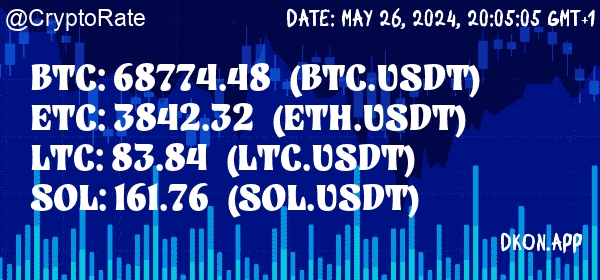 @CryptoRate
DATE: MAY 26, 2024, 20:05:05 GMT+1
BTC: 68774.48 (BTC.USDT)
ETC: 3842.32 (ETH.USDT)
LTC: 83.84 (LTC.USDT)
SOL: 161.76 (SOL.USDT)
DKON.APP